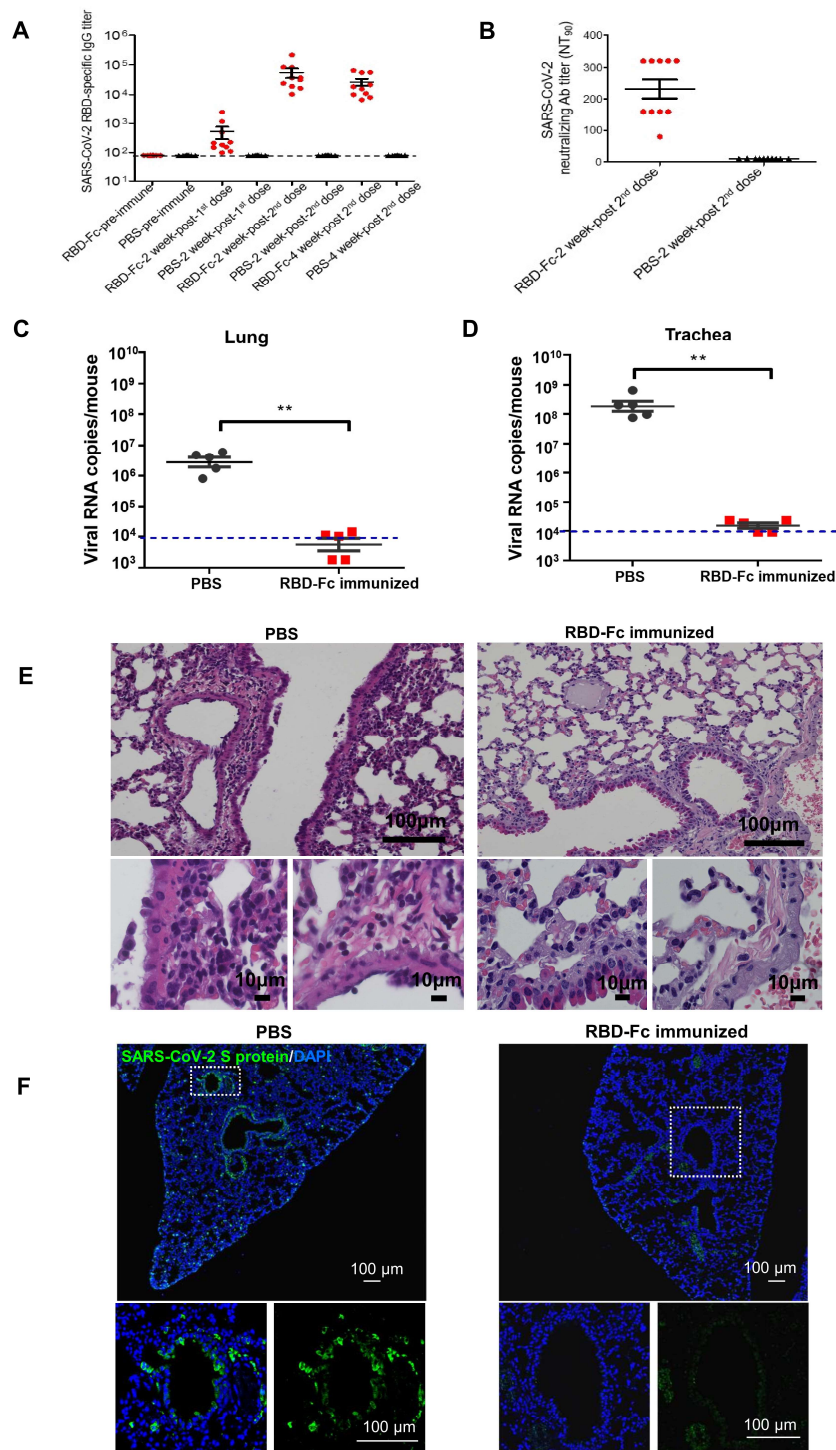 A
SARS-CoV-2 RBD-specific IgG titer
10⁶
10⁵
10⁴
10³
10²
10¹
RBD-Fc-pre-immune
PBS-pre-immune
RBD-Fc-2 week-post-1ˢᵗ dose
PBS-2 week-post-1ˢᵗ dose
RBD-Fc-2 week-post-2ⁿᵈ dose
PBS-2 week-post-2ⁿᵈ dose
RBD-Fc-4 week-post 2ⁿᵈ dose
PBS-4 week-post 2ⁿᵈ dose
B
SARS-CoV-2
neutralizing Ab titer (NT₉₀)
400
300
200
100
0
RBD-Fc-2 week-post 2ⁿᵈ dose
PBS-2 week-post 2ⁿᵈ dose
C
Lung
Viral RNA copies/mouse
10¹⁰
10⁹
10⁸
10⁷
10⁶
10⁵
10⁴
10³
**
PBS
RBD-Fc immunized
D
Trachea
Viral RNA copies/mouse
10¹⁰
10⁹
10⁸
10⁷
10⁶
10⁵
10⁴
10³
**
PBS
RBD-Fc immunized
E
PBS
RBD-Fc immunized
100μm
100μm
10μm
10μm
10μm
10μm
F
PBS
RBD-Fc immunized
SARS-CoV-2 S protein/DAPI
100 μm
100 μm
100 μm
100 μm